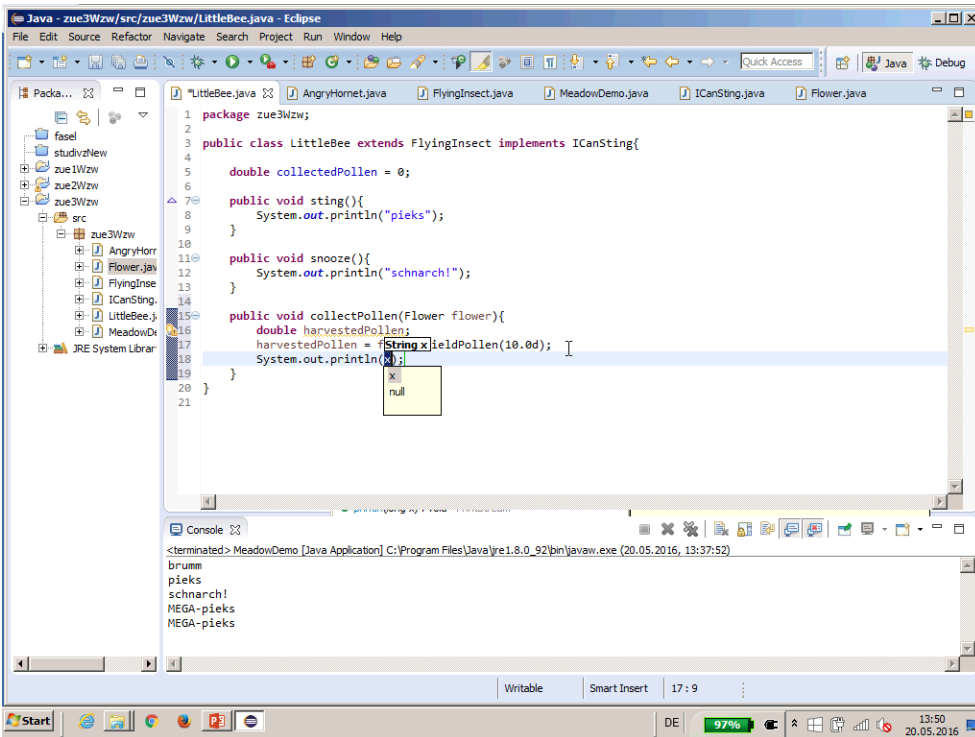 Java - zue3Wzw/src/zue3Wzw/LittleBee.java - Eclipse
File Edit Source Refactor Navigate Search Project Run Window Help
Quick Access Java Debug
Packa...
*LittleBee.java AngryHornet.java FlyingInsect.java MeadowDemo.java ICanSting.java Flower.java
fasel
studivzNew
zue1Wzw
zue2Wzw
zue3Wzw
src
zue3Wzw
AngryHorr
Flower.jav
FlyingInse
ICanSting.
LittleBee.j
MeadowDe
JRE System Librar
1 package zue3Wzw;
2
3 public class LittleBee extends FlyingInsect implements ICanSting{
4
5 double collectedPollen = 0;
6
7 public void sting(){
8 System.out.println("pieks");
9 }
10
11 public void snooze(){
12 System.out.println("schnarch!");
13 }
14
15 public void collectPollen(Flower flower){
16 double harvestedPollen;
17 harvestedPollen = f String x ieldPollen(10.0d);
18 System.out.println(x);
19 }
20 }
21
x
null
Console
<terminated> MeadowDemo [Java Application] C:\Program Files\Java\jre1.8.0_92\bin\javaw.exe (20.05.2016, 13:37:52)
brumm
pieks
schnarch!
MEGA-pieks
MEGA-pieks
Writable Smart Insert 17 : 9
Start DE 97% 13:50
20.05.2016